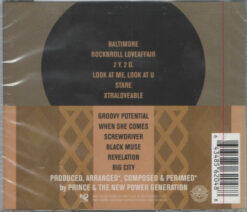 BALTIMORE
ROCKNROLL LOVEAFFAIR
2 Y. 2 D.
LOOK AT ME, LOOK AT U
STARE
XTRALOVEABLE
GROOVY POTENTIAL
WHEN SHE COMES
SCREWDRIVER
BLACK MUSE
REVELATION
BIG CITY
PRODUCED, ARRANGED*, COMPOSED & PER4MED*
by PRINCE & THE NEW POWER GENERATION